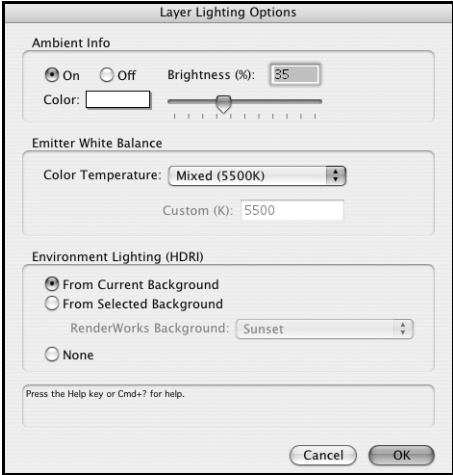 Layer Lighting Options
Ambient Info
On Off Brightness (%): 35
Color:
Emitter White Balance
Color Temperature: Mixed (5500K)
Custom (K): 5500
Environment Lighting (HDRI)
From Current Background
From Selected Background
RenderWorks Background: Sunset
None
Press the Help key or Cmd+? for help.
Cancel OK